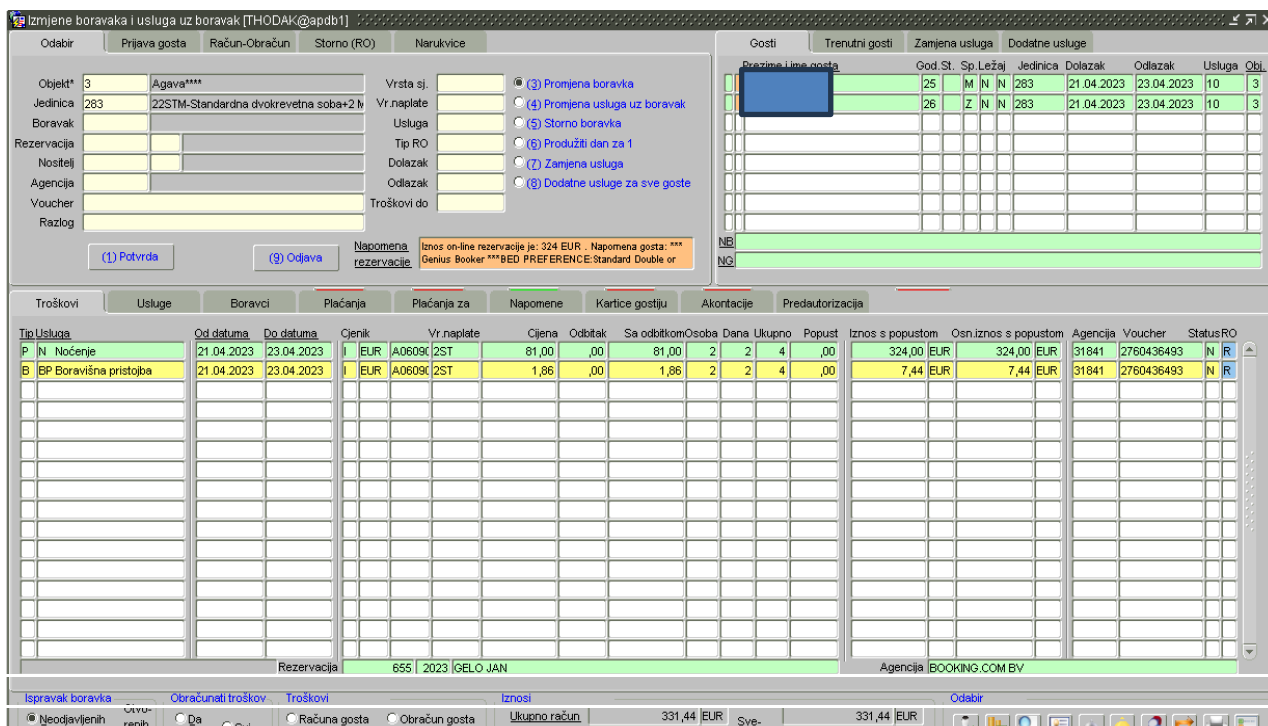 Izmjene boravaka i usluga uz boravak [THODAK@apdb1]
Odabir Prijava gosta Račun-Obračun Storno (RO) Narukvice
Gosti Trenutni gosti Zamjena usluga Dodatne usluge
Prezime i ime gosta God. St. Sp. Ležaj Jedinica Dolazak Odlazak Usluga Obj.
25 M N N 283 21.04.2023 23.04.2023 10 3
26 Z N N 283 21.04.2023 23.04.2023 10 3
NB
NG
Objekt* 3 Agava**** Vrsta sj. (3) Promjena boravka
Jedinica 283 22STM-Standardna dvokrevetna soba+2 M Vr.naplate (4) Promjena usluga uz boravak
Boravak Usluga (5) Storno boravka
Rezervacija Tip RO (6) Produžiti dan za 1
Nositelj Dolazak (7) Zamjena usluga
Agencija Odlazak (8) Dodatne usluge za sve goste
Voucher Troškovi do
Razlog
(1) Potvrda (9) Odjava
Napomena rezervacije
Iznos on-line rezervacije je: 324 EUR . Napomena gosta: ***
Genius Booker ***BED PREFERENCE:Standard Double or
Troškovi Usluge Boravci Plaćanja Plaćanja za Napomene Kartice gostiju Akontacije Predautorizacija
Tip Usluga Od datuma Do datuma Cjenik Vr.naplate Cijena Odbitak Sa odbitkom Osoba Dana Ukupno Popust Iznos s popustom Osn.iznos s popustom Agencija Voucher Status RO
P N Noćenje 21.04.2023 23.04.2023 I EUR A0609C 2ST 81,00 ,00 81,00 2 2 4 ,00 324,00 EUR 324,00 EUR 31841 2760436493 N R
B BP Boravišna pristojba 21.04.2023 23.04.2023 I EUR A0609C 2ST 1,86 ,00 1,86 2 2 4 ,00 7,44 EUR 7,44 EUR 31841 2760436493 N R
Rezervacija 655 2023 GELO JAN Agencija BOOKING.COM BV
Ispravak boravka Obračunati troškov Troškovi Iznosi Odabir
Neodjavljenih Da Računa gosta Obračun gosta Ukupno račun 331,44 EUR Sve- 331,44 EUR